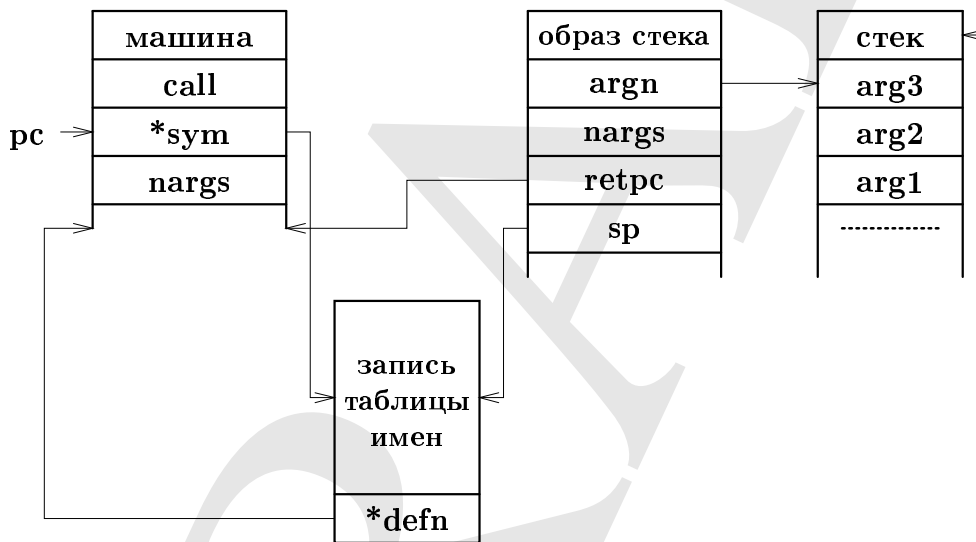 машина
call
pc
*sym
nargs
образ стека
argn
nargs
retpc
sp
стек
arg3
arg2
arg1
запись
таблицы
имен
*defn